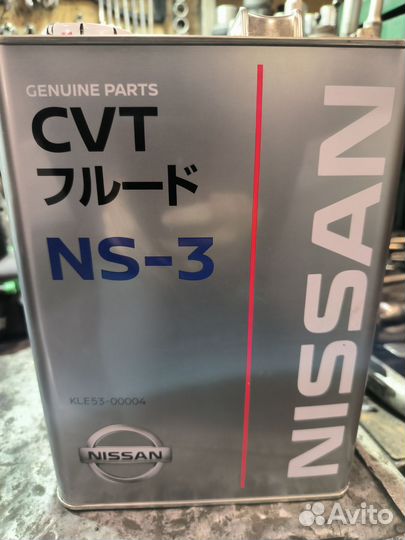 GENUINE PARTS
CVT
フルード
NS-3
KLE53-00004
NISSAN
NISSAN
Avito